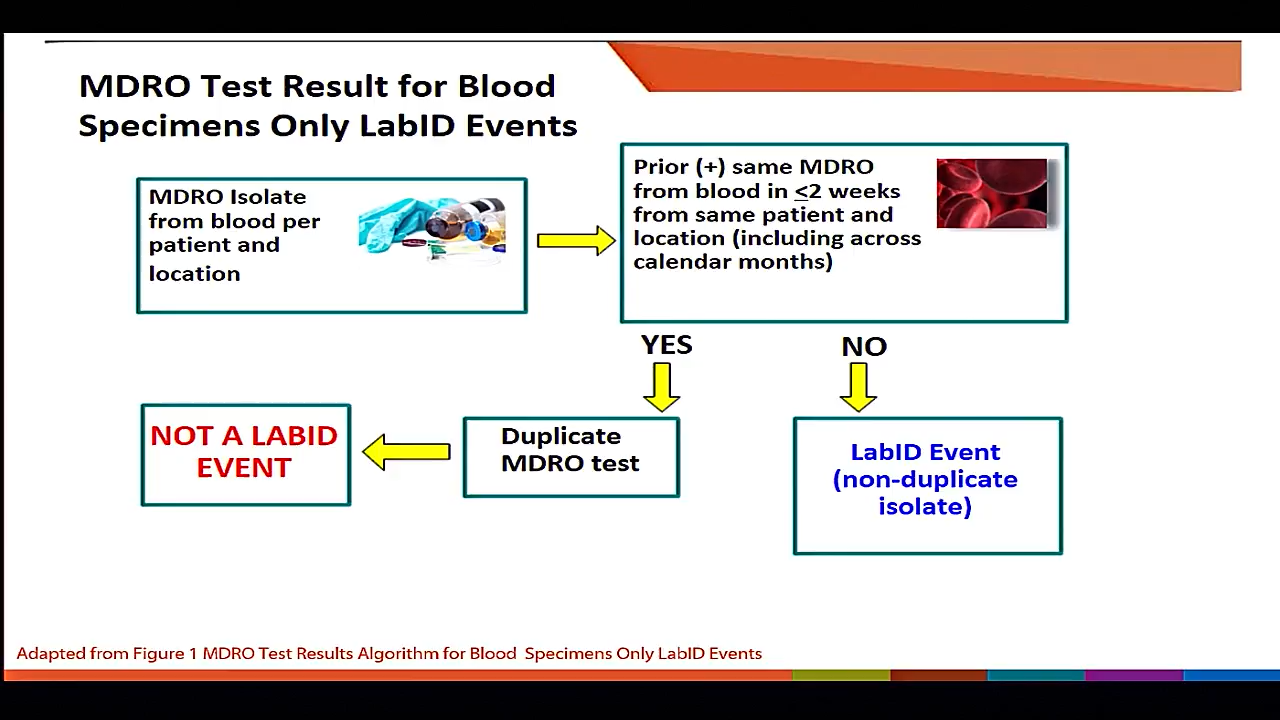 MDRO Test Result for Blood
Specimens Only LabID Events
MDRO Isolate
from blood per
patient and
location
Prior (+) same MDRO
from blood in <2 weeks
from same patient and
location (including across
calendar months)
YES
NO
NOT A LABID
EVENT
Duplicate
MDRO test
LabID Event
(non-duplicate
isolate)
Adapted from Figure 1 MDRO Test Results Algorithm for Blood Specimens Only LabID Events